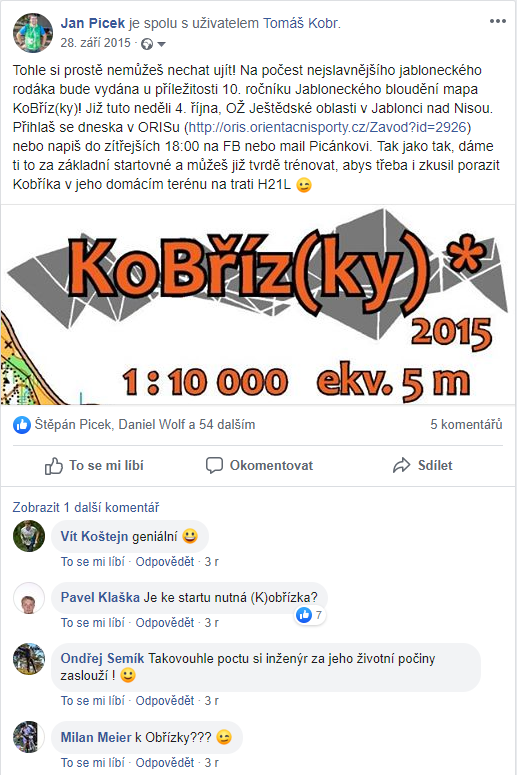 Jan Picek je spolu s uživatelem Tomáš Kobr.
28. září 2015 ·
Tohle si prostě nemůžeš nechat ujít! Na počest nejslavnějšího jabloneckého
rodáka bude vydána u příležitosti 10. ročníku Jabloneckého bloudění mapa
KoBříz(ky)! Již tuto neděli 4. října, OŽ Ještědské oblasti v Jablonci nad Nisou.
Přihlaš se dneska v ORISu (http://oris.orientacnisporty.cz/Zavod?id=2926)
nebo napiš do zítřejších 18:00 na FB nebo mail Picánkovi. Tak jako tak, dáme
ti to za základní startovné a můžeš již tvrdě trénovat, abys třeba i zkusil porazit
Kobříka v jeho domácím terénu na trati H21L 😉
KoBříz(ky)*
2015
1 : 10 000 ekv. 5 m
Štěpán Picek, Daniel Wolf a 54 dalším
5 komentářů
To se mi líbí
Okomentovat
Sdílet
Zobrazit 1 další komentář
Vít Koštejn geniální 😀
To se mi líbí · Odpovědět · 3 r
Pavel Klaška Je ke startu nutná (K)obřízka?
7
To se mi líbí · Odpovědět · 3 r
Ondřej Semík Takovouhle poctu si inženýr za jeho životní počiny
zaslouží ! 🙂
To se mi líbí · Odpovědět · 3 r
Milan Meier k Obřízky??? 😉
To se mi líbí · Odpovědět · 3 r